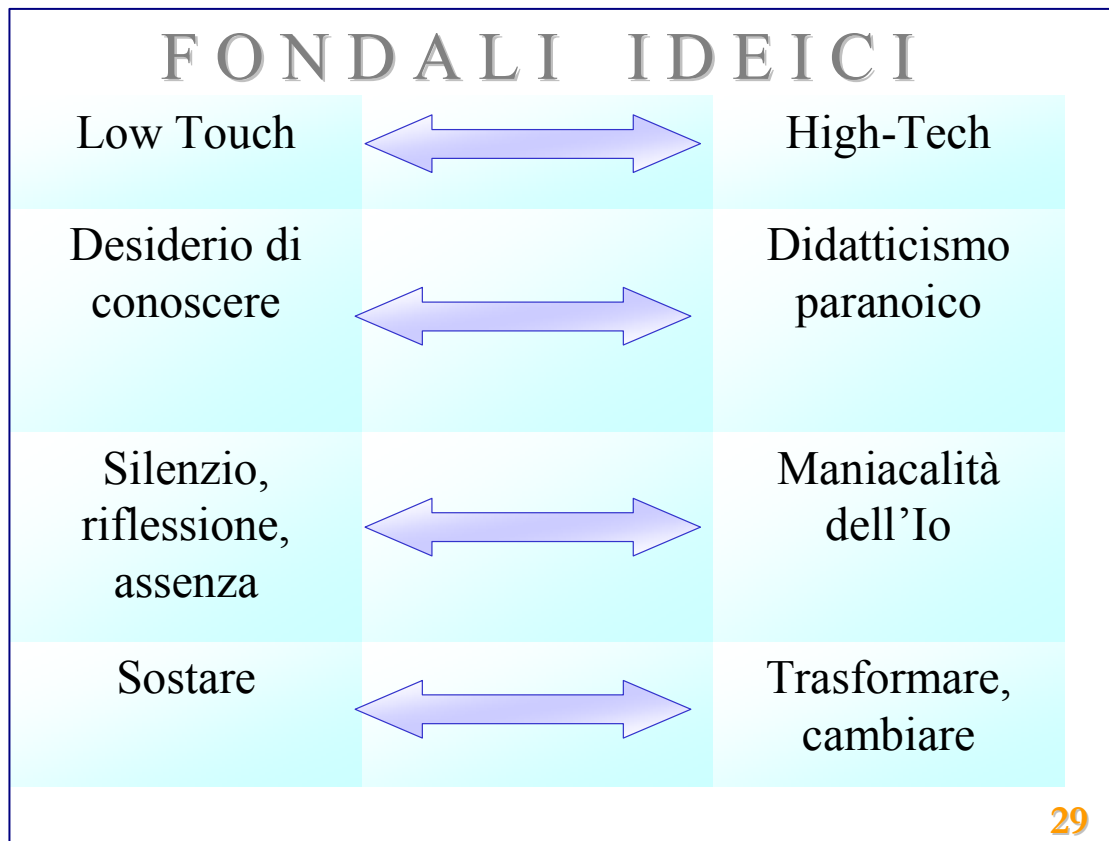 FONDALI IDEICI
Low Touch
High-Tech
Desiderio di
conoscere
Didatticismo
paranoico
Silenzio,
riflessione,
assenza
Maniacalità
dell’Io
Sostare
Trasformare,
cambiare
29